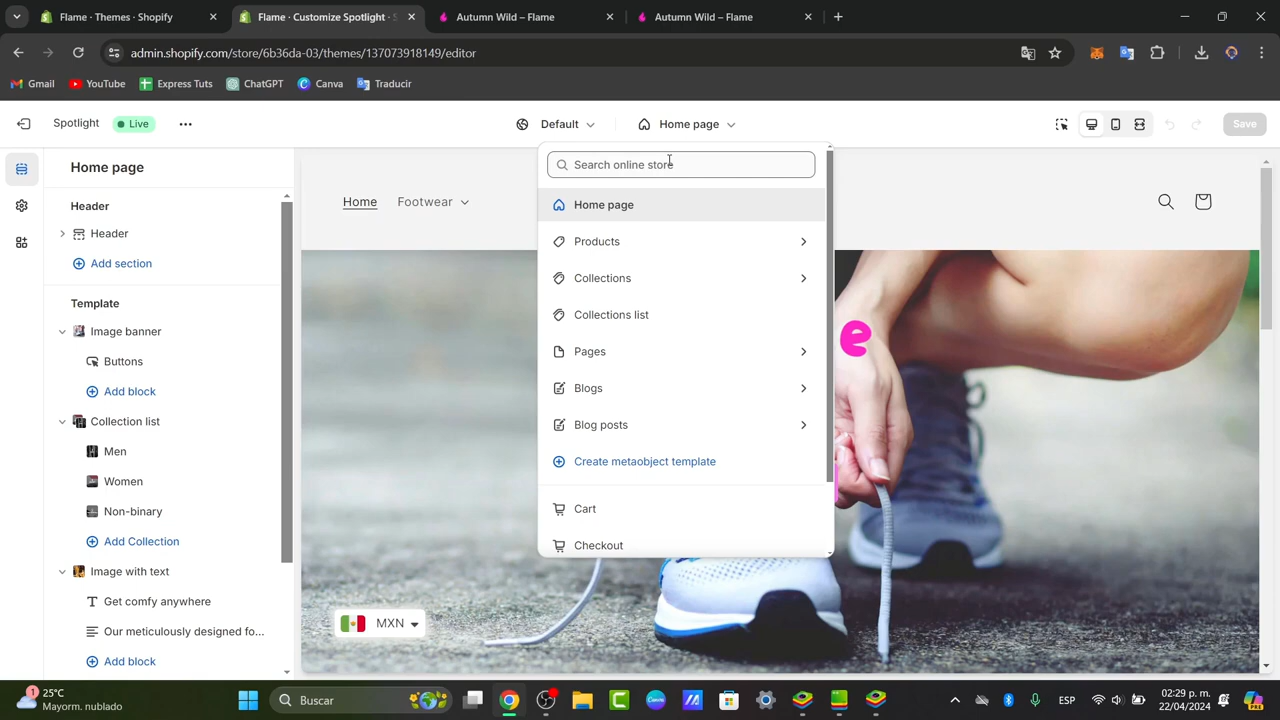 Flame · Themes · Shopify
Flame · Customize Spotlight · S
Autumn Wild – Flame
Autumn Wild – Flame
admin.shopify.com/store/6b36da-03/themes/137073918149/editor
Gmail
YouTube
Express Tuts
ChatGPT
Canva
Traducir
Spotlight
Live
Default
Home page
Save
Home page
Search online store
Header
Header
Add section
Template
Image banner
Buttons
Add block
Collection list
Men
Women
Non-binary
Add Collection
Image with text
Get comfy anywhere
Our meticulously designed fo...
Add block
Home page
Products
Collections
Collections list
Pages
Blogs
Blog posts
Create metaobject template
Cart
Checkout
Home
Footwear
e
MXN
1
25°C
Mayorm. nublado
Buscar
ESP
02:29 p. m.
22/04/2024